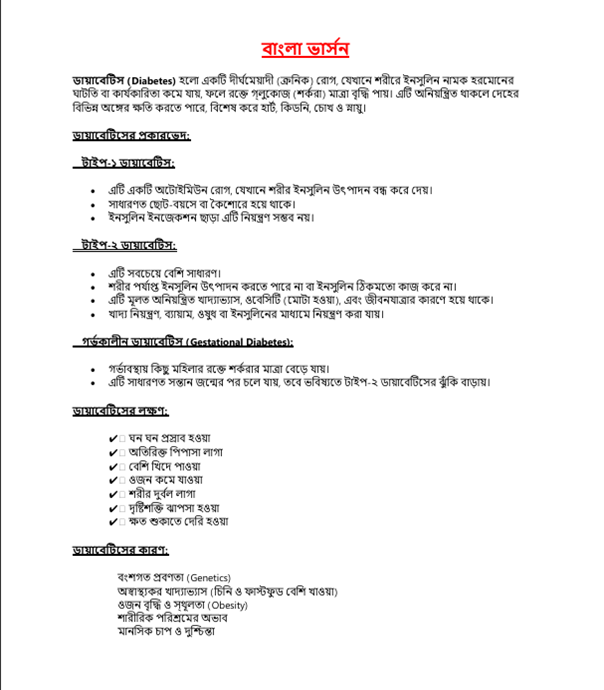 বাংলা ভার্সন
ডায়াবেটিস (Diabetes) হলো একটি দীর্ঘমেয়াদী (ক্রনিক) রোগ, যেখানে শরীরে ইনসুলিন নামক হরমোনের
ঘাটতি বা কার্যকারিতা কমে যায়, ফলে রক্তে গ্লুকোজ (শর্করা) মাত্রা বৃদ্ধি পায়। এটি অনিয়ন্ত্রিত থাকলে দেহের
বিভিন্ন অঙ্গের ক্ষতি করতে পারে, বিশেষ করে হার্ট, কিডনি, চোখ ও স্নায়ু।
ডায়াবেটিসের প্রকারভেদ:
টাইপ-১ ডায়াবেটিস:
• এটি একটি অটোইমিউন রোগ, যেখানে শরীর ইনসুলিন উৎপাদন বন্ধ করে দেয়।
• সাধারণত ছোট-বয়সে বা কৈশোরে হয়ে থাকে।
• ইনসুলিন ইনজেকশন ছাড়া এটি নিয়ন্ত্রণ সম্ভব নয়।
টাইপ-২ ডায়াবেটিস:
• এটি সবচেয়ে বেশি সাধারণ।
• শরীর পর্যাপ্ত ইনসুলিন উৎপাদন করতে পারে না বা ইনসুলিন ঠিকমতো কাজ করে না।
• এটি মূলত অনিয়ন্ত্রিত খাদ্যাভ্যাস, ওবেসিটি (মোটা হওয়া), এবং জীবনযাত্রার কারণে হয়ে থাকে।
• খাদ্য নিয়ন্ত্রণ, ব্যায়াম, ওষুধ বা ইনসুলিনের মাধ্যমে নিয়ন্ত্রণ করা যায়।
গর্ভকালীন ডায়াবেটিস (Gestational Diabetes):
• গর্ভাবস্থায় কিছু মহিলার রক্তে শর্করার মাত্রা বেড়ে যায়।
• এটি সাধারণত সন্তান জন্মের পর চলে যায়, তবে ভবিষ্যতে টাইপ-২ ডায়াবেটিসের ঝুঁকি বাড়ায়।
ডায়াবেটিসের লক্ষণ:
✔ ঘন ঘন প্রস্রাব হওয়া
✔ অতিরিক্ত পিপাসা লাগা
✔ বেশি খিদে পাওয়া
✔ ওজন কমে যাওয়া
✔ শরীর দুর্বল লাগা
✔ দৃষ্টিশক্তি ঝাপসা হওয়া
✔ ক্ষত শুকাতে দেরি হওয়া
ডায়াবেটিসের কারণ:
বংশগত প্রবণতা (Genetics)
অস্বাস্থ্যকর খাদ্যাভ্যাস (চিনি ও ফাস্টফুড বেশি খাওয়া)
ওজন বৃদ্ধি ও স্থূলতা (Obesity)
শারীরিক পরিশ্রমের অভাব
মানসিক চাপ ও দুশ্চিন্তা